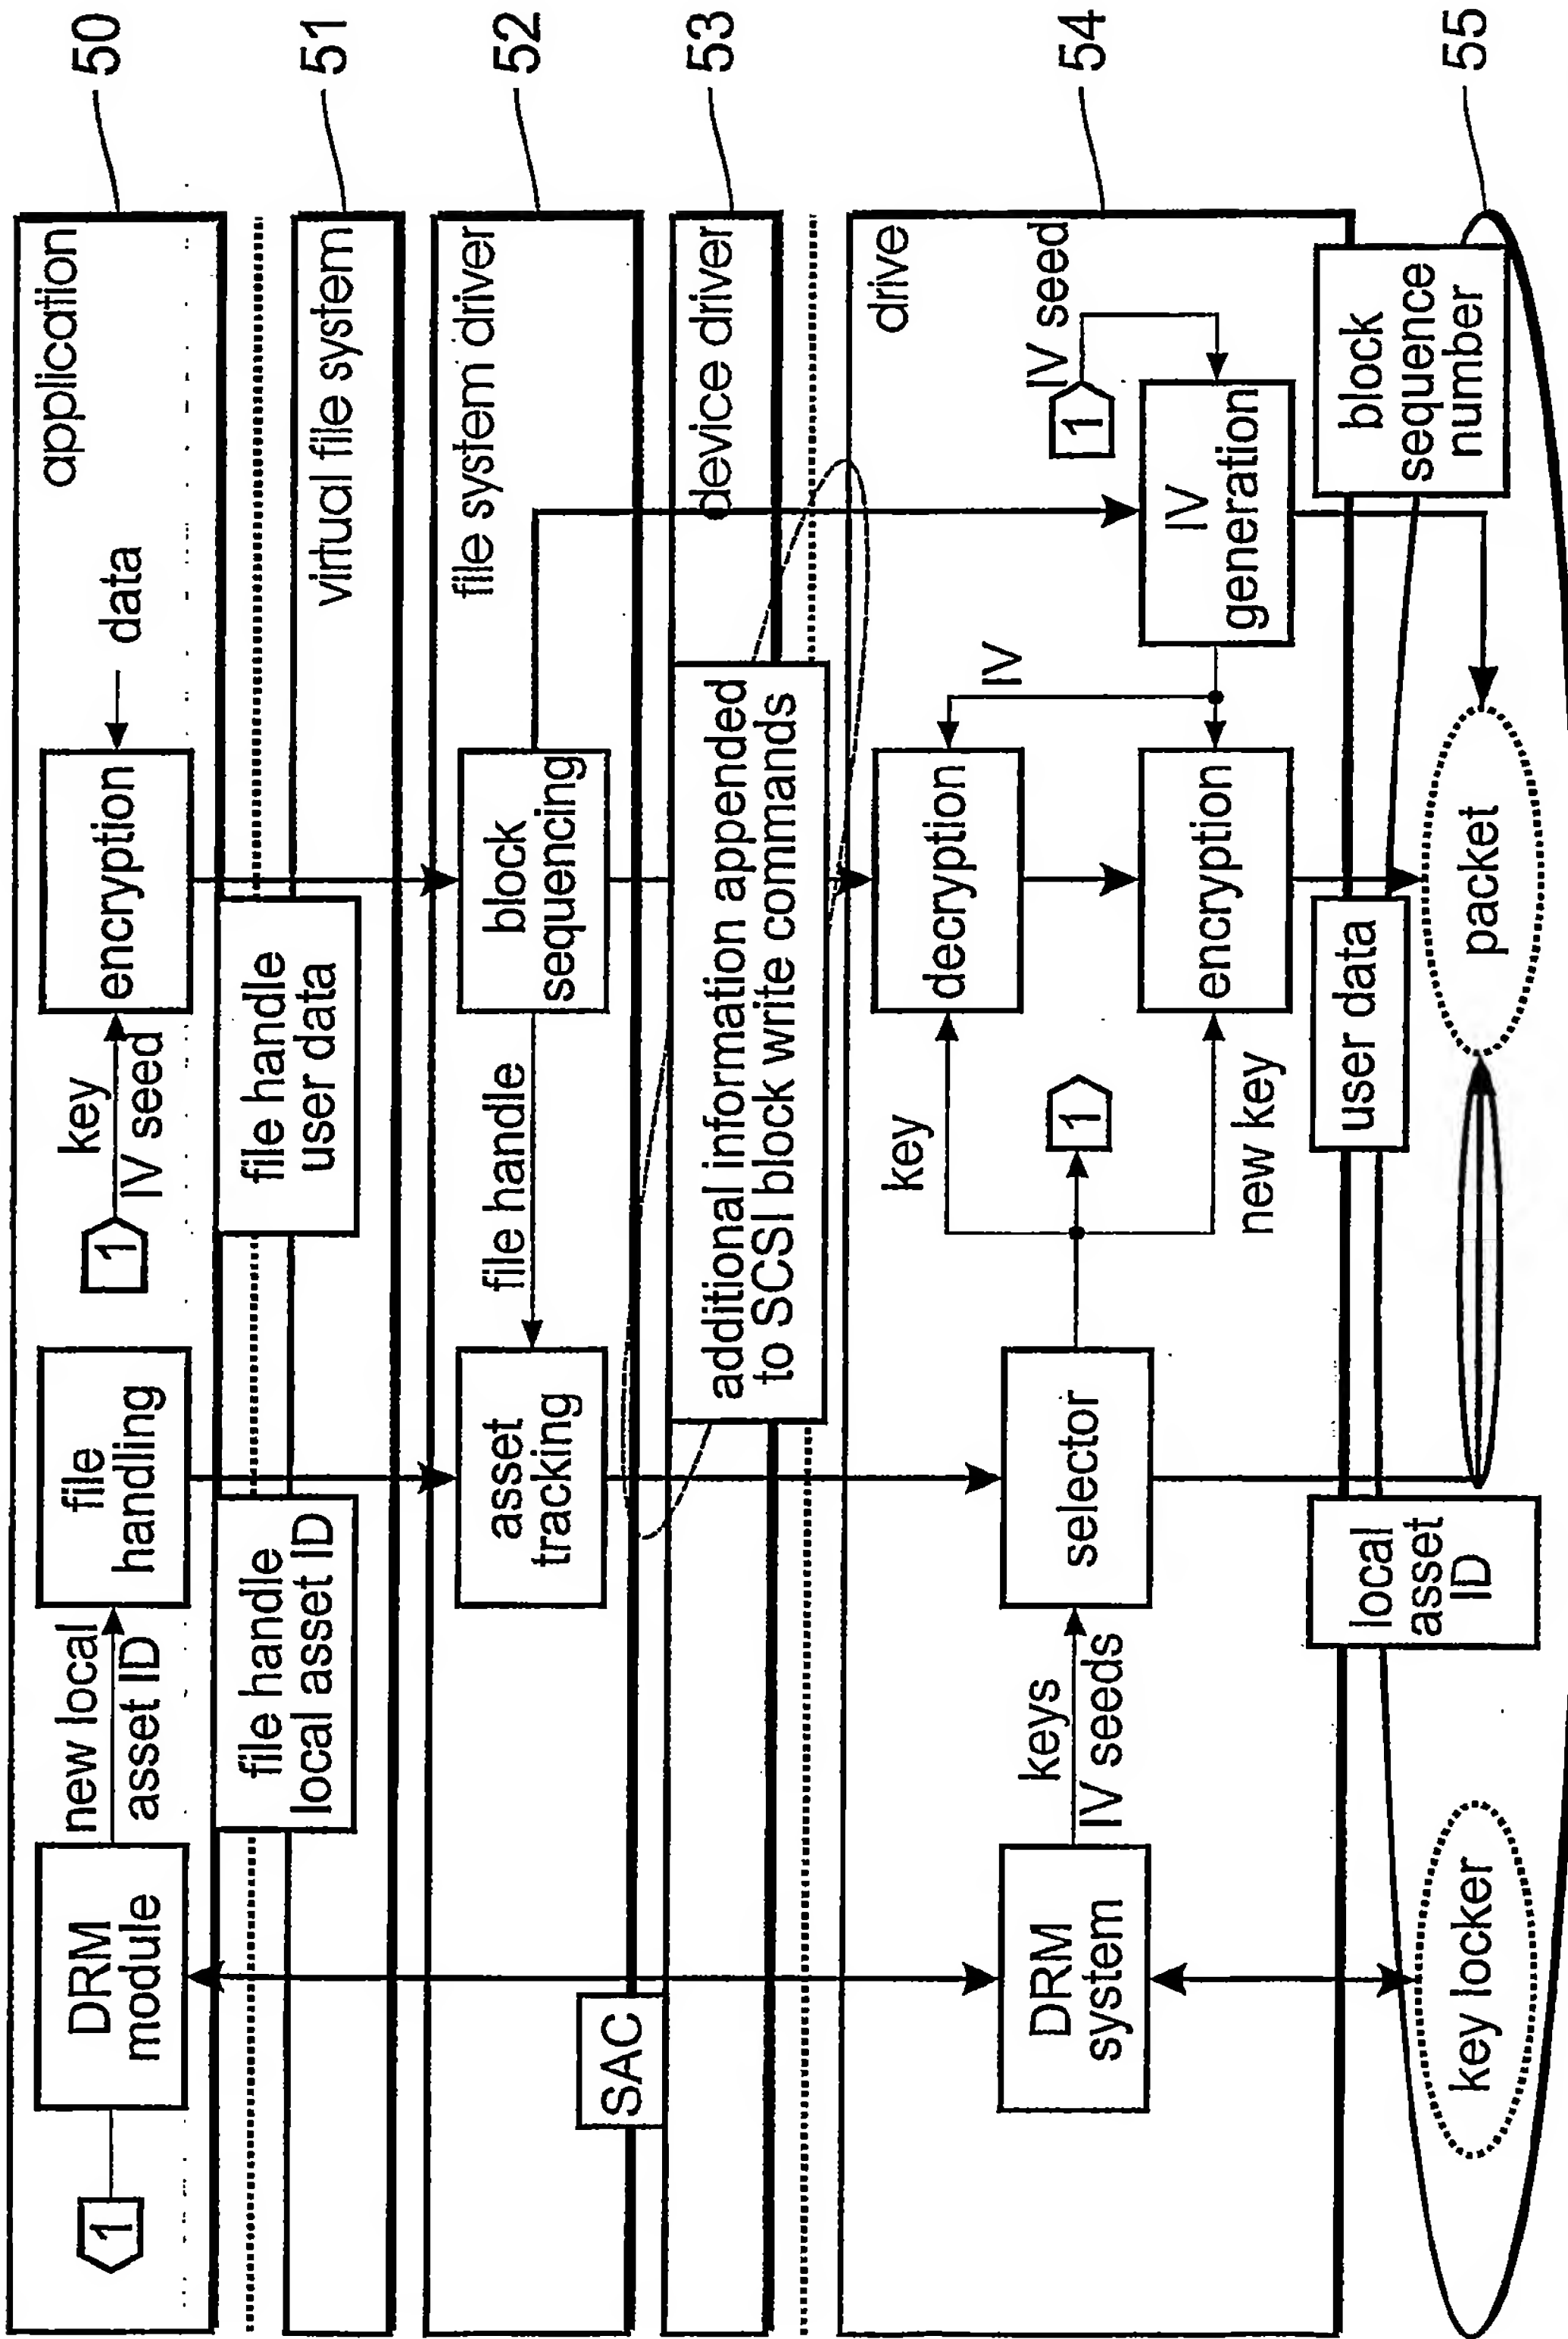 application
50
1
DRM
module
new local
asset ID
file
handling
1
key
IV seed
encryption
data
file handle
local asset ID
file handle
user data
virtual file system
51
file system driver
52
asset
tracking
file handle
block
sequencing
SAC
device driver
53
additional information appended
to SCSI block write commands
drive
54
DRM
system
keys
IV seeds
selector
1
key
new key
decryption
encryption
IV
IV
generation
1
IV seed
local
asset
ID
user data
block
sequence
number
55
key locker
packet